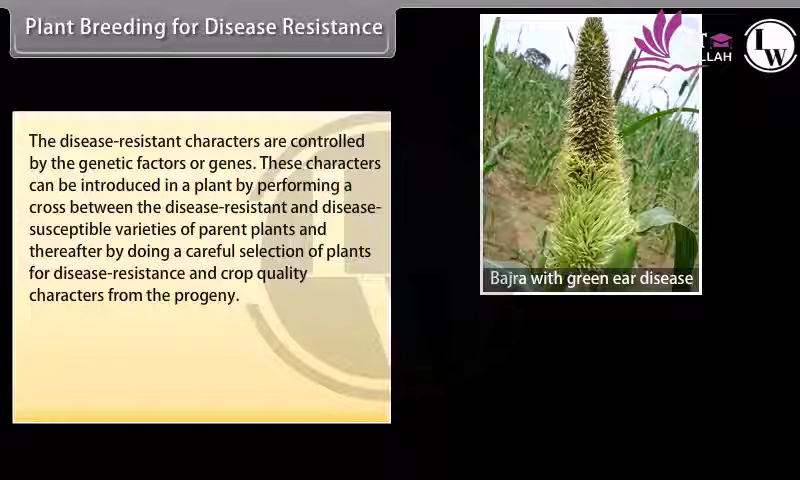 Plant Breeding for Disease Resistance
LLAH
LW
The disease-resistant characters are controlled
by the genetic factors or genes. These characters
can be introduced in a plant by performing a
cross between the disease-resistant and disease-
susceptible varieties of parent plants and
thereafter by doing a careful selection of plants
for disease-resistance and crop quality
characters from the progeny.
Bajra with green ear disease